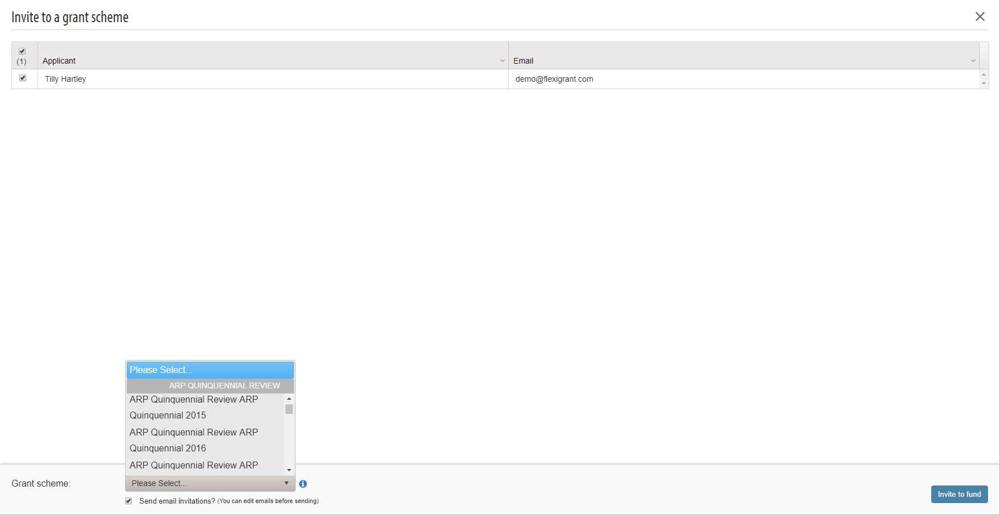 Invite to a grant scheme
(1)
Applicant
Email
Tilly Hartley
demo@flexigrant.com
Please Select...
ARP QUINQUENNIAL REVIEW
ARP Quinquennial Review ARP
Quinquennial 2015
ARP Quinquennial Review ARP
Quinquennial 2016
ARP Quinquennial Review ARP
Grant scheme:
Please Select...
Send email invitations? (You can edit emails before sending)
Invite to fund